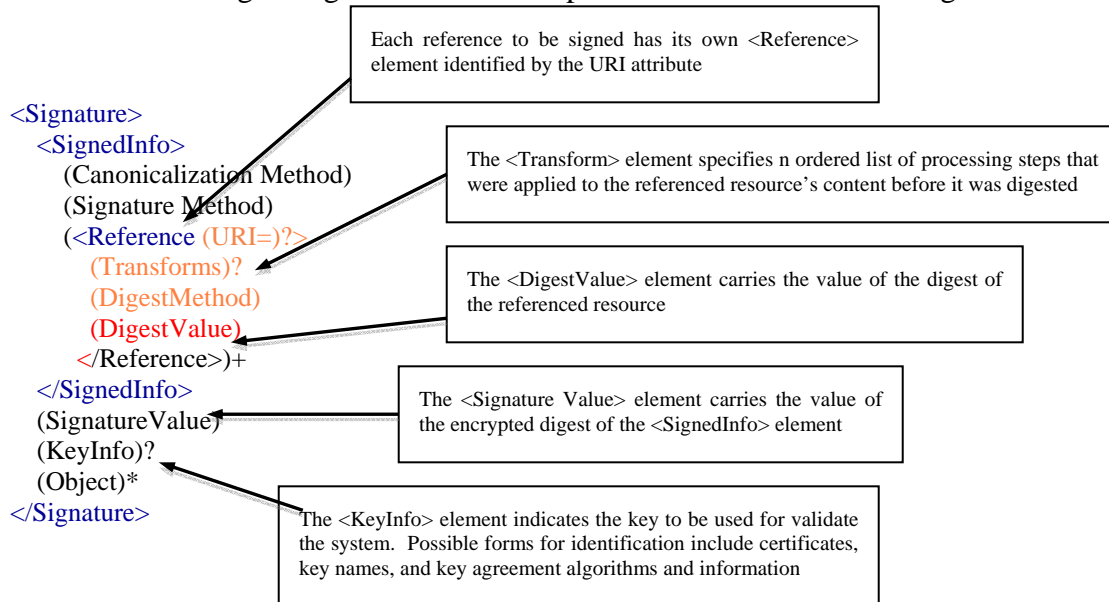 Each reference to be signed has its own <Reference>
element identified by the URI attribute
<Signature>
<SignedInfo>
(Canonicalization Method)
(Signature Method)
(<Reference (URI=)?>
(Transforms)?
(DigestMethod)
(DigestValue)
</Reference>)+
</SignedInfo>
(SignatureValue)
(KeyInfo)?
(Object)*
</Signature>
The <Transform> element specifies n ordered list of processing steps that
were applied to the referenced resource's content before it was digested
The <DigestValue> element carries the value of the digest of
the referenced resource
The <Signature Value> element carries the value of
the encrypted digest of the <SignedInfo> element
The <KeyInfo> element indicates the key to be used for validate
the system. Possible forms for identification include certificates,
key names, and key agreement algorithms and information